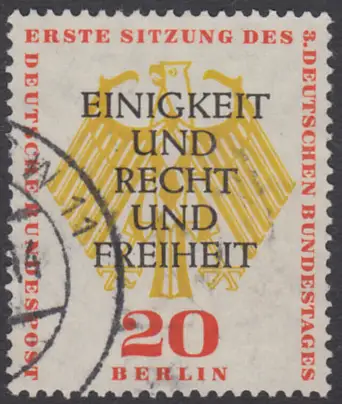 ERSTE SITZUNG DES
3. DEUTSCHEN BUNDESTAGES
DEUTSCHE BUNDESPOST
EINIGKEIT
UND
RECHT
UND
FREIHEIT
20
BERLIN